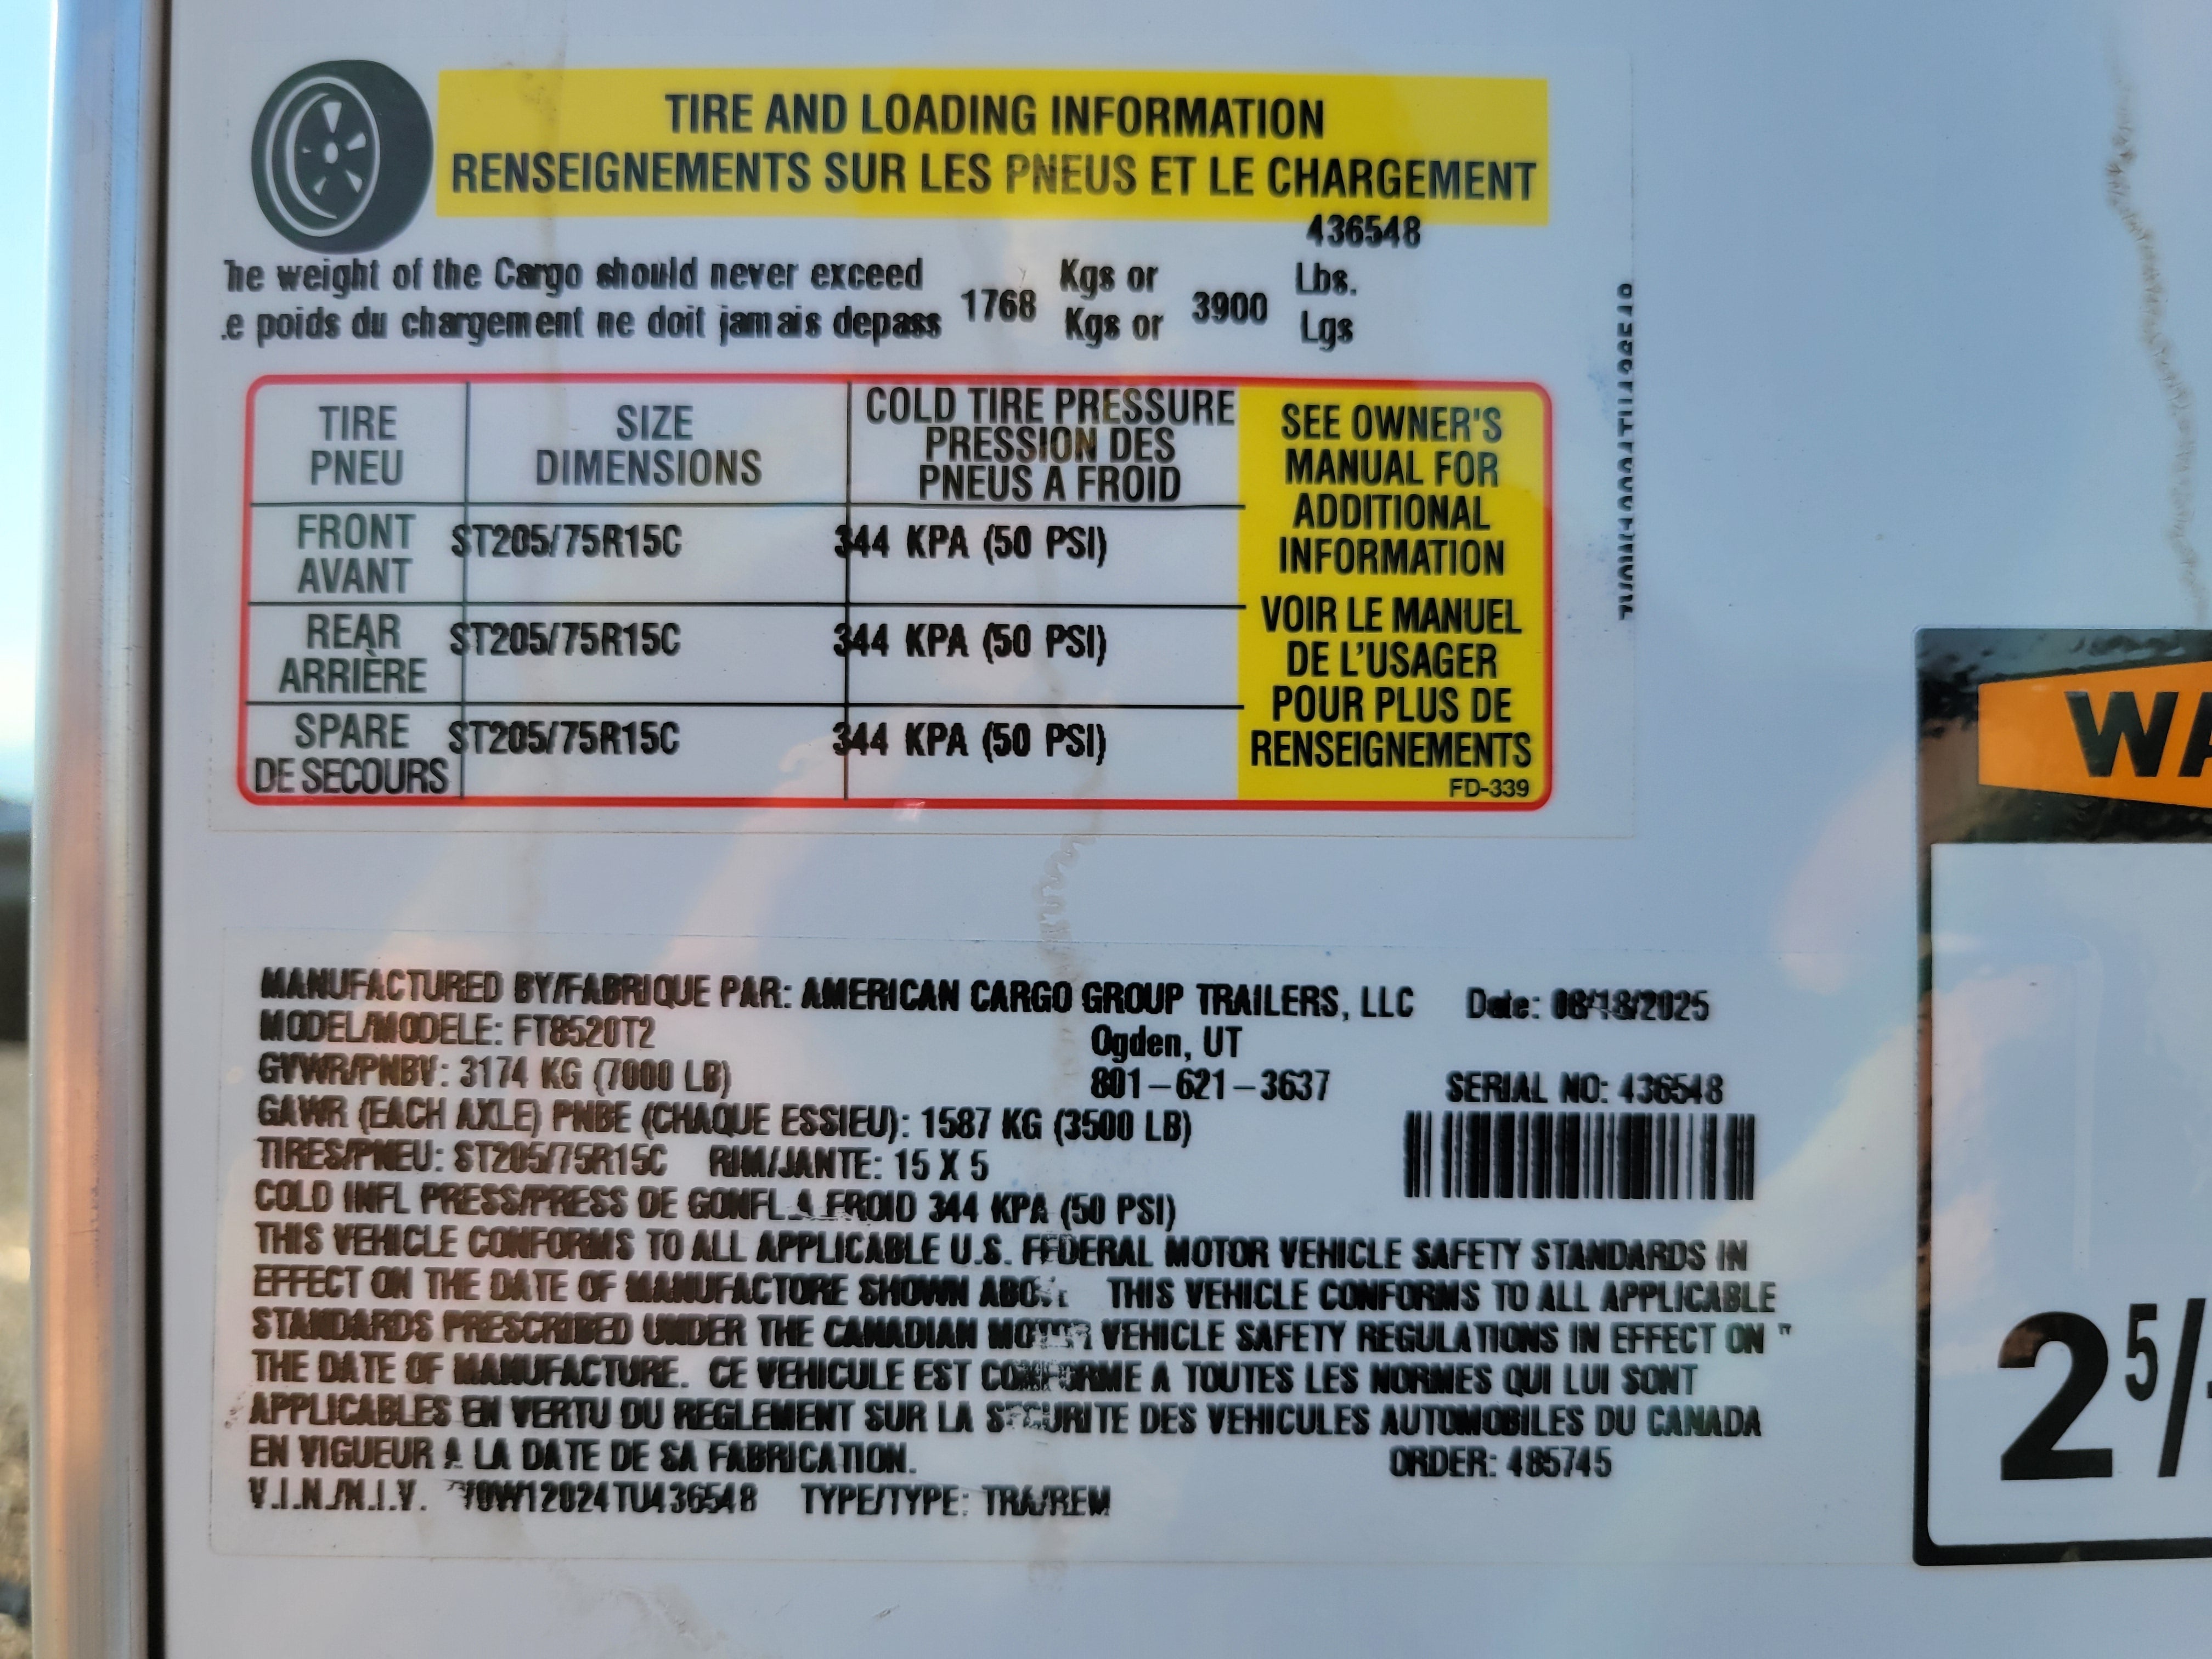 TIRE AND LOADING INFORMATION
RENSEIGNEMENTS SUR LES PNEUS ET LE CHARGEMENT
436548
he weight of the Cargo should never exceed 1768 Kgs or 3900 Lbs.
.e poids du chargement ne doit jamais depass Kgs or Lgs
TIRE SIZE COLD TIRE PRESSURE
PNEU DIMENSIONS PRESSION DES
PNEUS A FROID
FRONT ST205/75R15C 344 KPA (50 PSI)
AVANT
REAR ST205/75R15C 344 KPA (50 PSI)
ARRIÈRE
SPARE ST205/75R15C 344 KPA (50 PSI)
DE SECOURS
SEE OWNER'S
MANUAL FOR
ADDITIONAL
INFORMATION
VOIR LE MANUEL
DE L'USAGER
POUR PLUS DE
RENSEIGNEMENTS
FD-339
MANUFACTURED BY/FABRIQUE PAR: AMERICAN CARGO GROUP TRAILERS, LLC Date: /18/2025
MODEL/MODELE: FT8520T2 Ogden, UT
GVWR/PNBV: 3174 KG (7000 LB) 801-621-3637 SERIAL NO: 436548
GAWR (EACH AXLE) PNBE (CHAQUE ESSIEU): 1587 KG (3500 LB)
TIRES/PNEU: ST205/75R15C RIM/JANTE: 15 X 5
COLD INFL PRESS/PRESS DE GONFL A FROID 344 KPA (50 PSI)
THIS VEHICLE CONFORMS TO ALL APPLICABLE U.S. FEDERAL MOTOR VEHICLE SAFETY STANDARDS IN
EFFECT ON THE DATE OF MANUFACTORE SHOWN THIS VEHICLE CONFORMS TO ALL APPLICABLE
STANDARDS PRESCRIBED UNDER THE CANADIAN MOTOR VEHICLE SAFETY REGULATIONS IN EFFECT ON "
THE DATE OF MANUFACTURE. CE VEHICULE EST CONFORME A TOUTES LES NORMES QUI LUI SONT
APPLICABLES EN VERTU DU REGLEMENT SUR LA SECURITE DES VEHICULES AUTOMOBILES DU CANADA
EN VIGUEUR A LA DATE DE SA FABRICATION. ORDER: 485745
V.I.N./N.I.V. TYPE/TYPE: TRA/REM
WA
2 5/